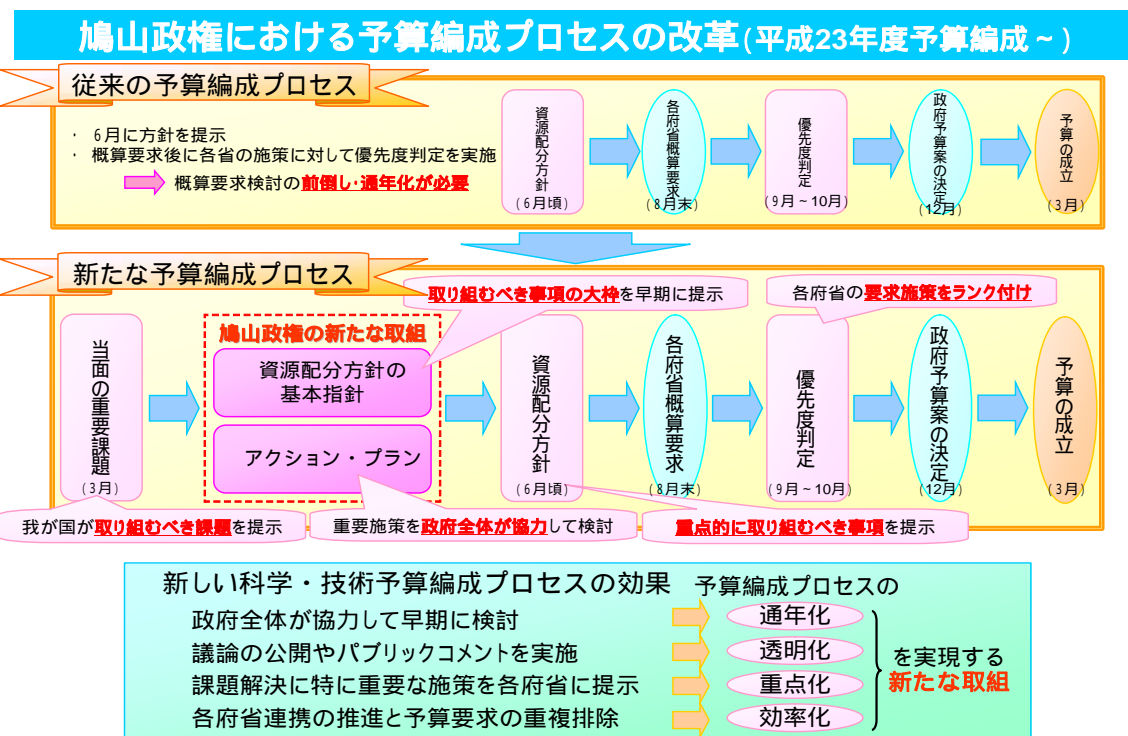 鳩山政権における予算編成プロセスの改革(平成23年度予算編成～)
従来の予算編成プロセス
・ 6月に方針を提示
・ 概算要求後に各省の施策に対して優先度判定を実施
概算要求検討の前倒し・通年化が必要
資源配分方針
(6月頃)
各府省概算要求
(8月末)
優先度判定
(9月～10月)
政府予算案の決定
(12月)
予算の成立
(3月)
新たな予算編成プロセス
取り組むべき事項の大枠を早期に提示
各府省の要求施策をランク付け
当面の重要課題
(3月)
鳩山政権の新たな取組
資源配分方針の
基本指針
アクション・プラン
資源配分方針
(6月頃)
各府省概算要求
(8月末)
優先度判定
(9月～10月)
政府予算案の決定
(12月)
予算の成立
(3月)
我が国が取り組むべき課題を提示
重要施策を政府全体が協力して検討
重点的に取り組むべき事項を提示
新しい科学・技術予算編成プロセスの効果
予算編成プロセスの
政府全体が協力して早期に検討
通年化
議論の公開やパブリックコメントを実施
透明化
課題解決に特に重要な施策を各府省に提示
重点化
各府省連携の推進と予算要求の重複排除
効率化
を実現する
新たな取組